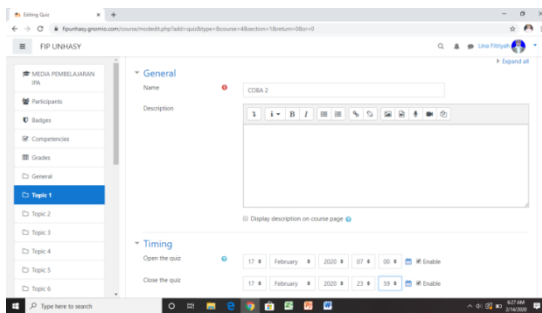 Editing Quiz
fipunhasy.gnomio.com/course/modedit.php?add=quiz&type=&course=4&section=1&return=0&sr=0
FIP UNHASY
Lina Fitriyah
Expand all
MEDIA PEMBELAJARAN IPA
Participants
Badges
Competencies
Grades
General
Topic 1
Topic 2
Topic 3
Topic 4
Topic 5
Topic 6
General
Name
COBA 2
Description
B I
Display description on course page
Timing
Open the quiz
17 February 2020 07 00 Enable
Close the quiz
17 February 2020 23 59 Enable
Type here to search
8:27 AM
2/14/2020